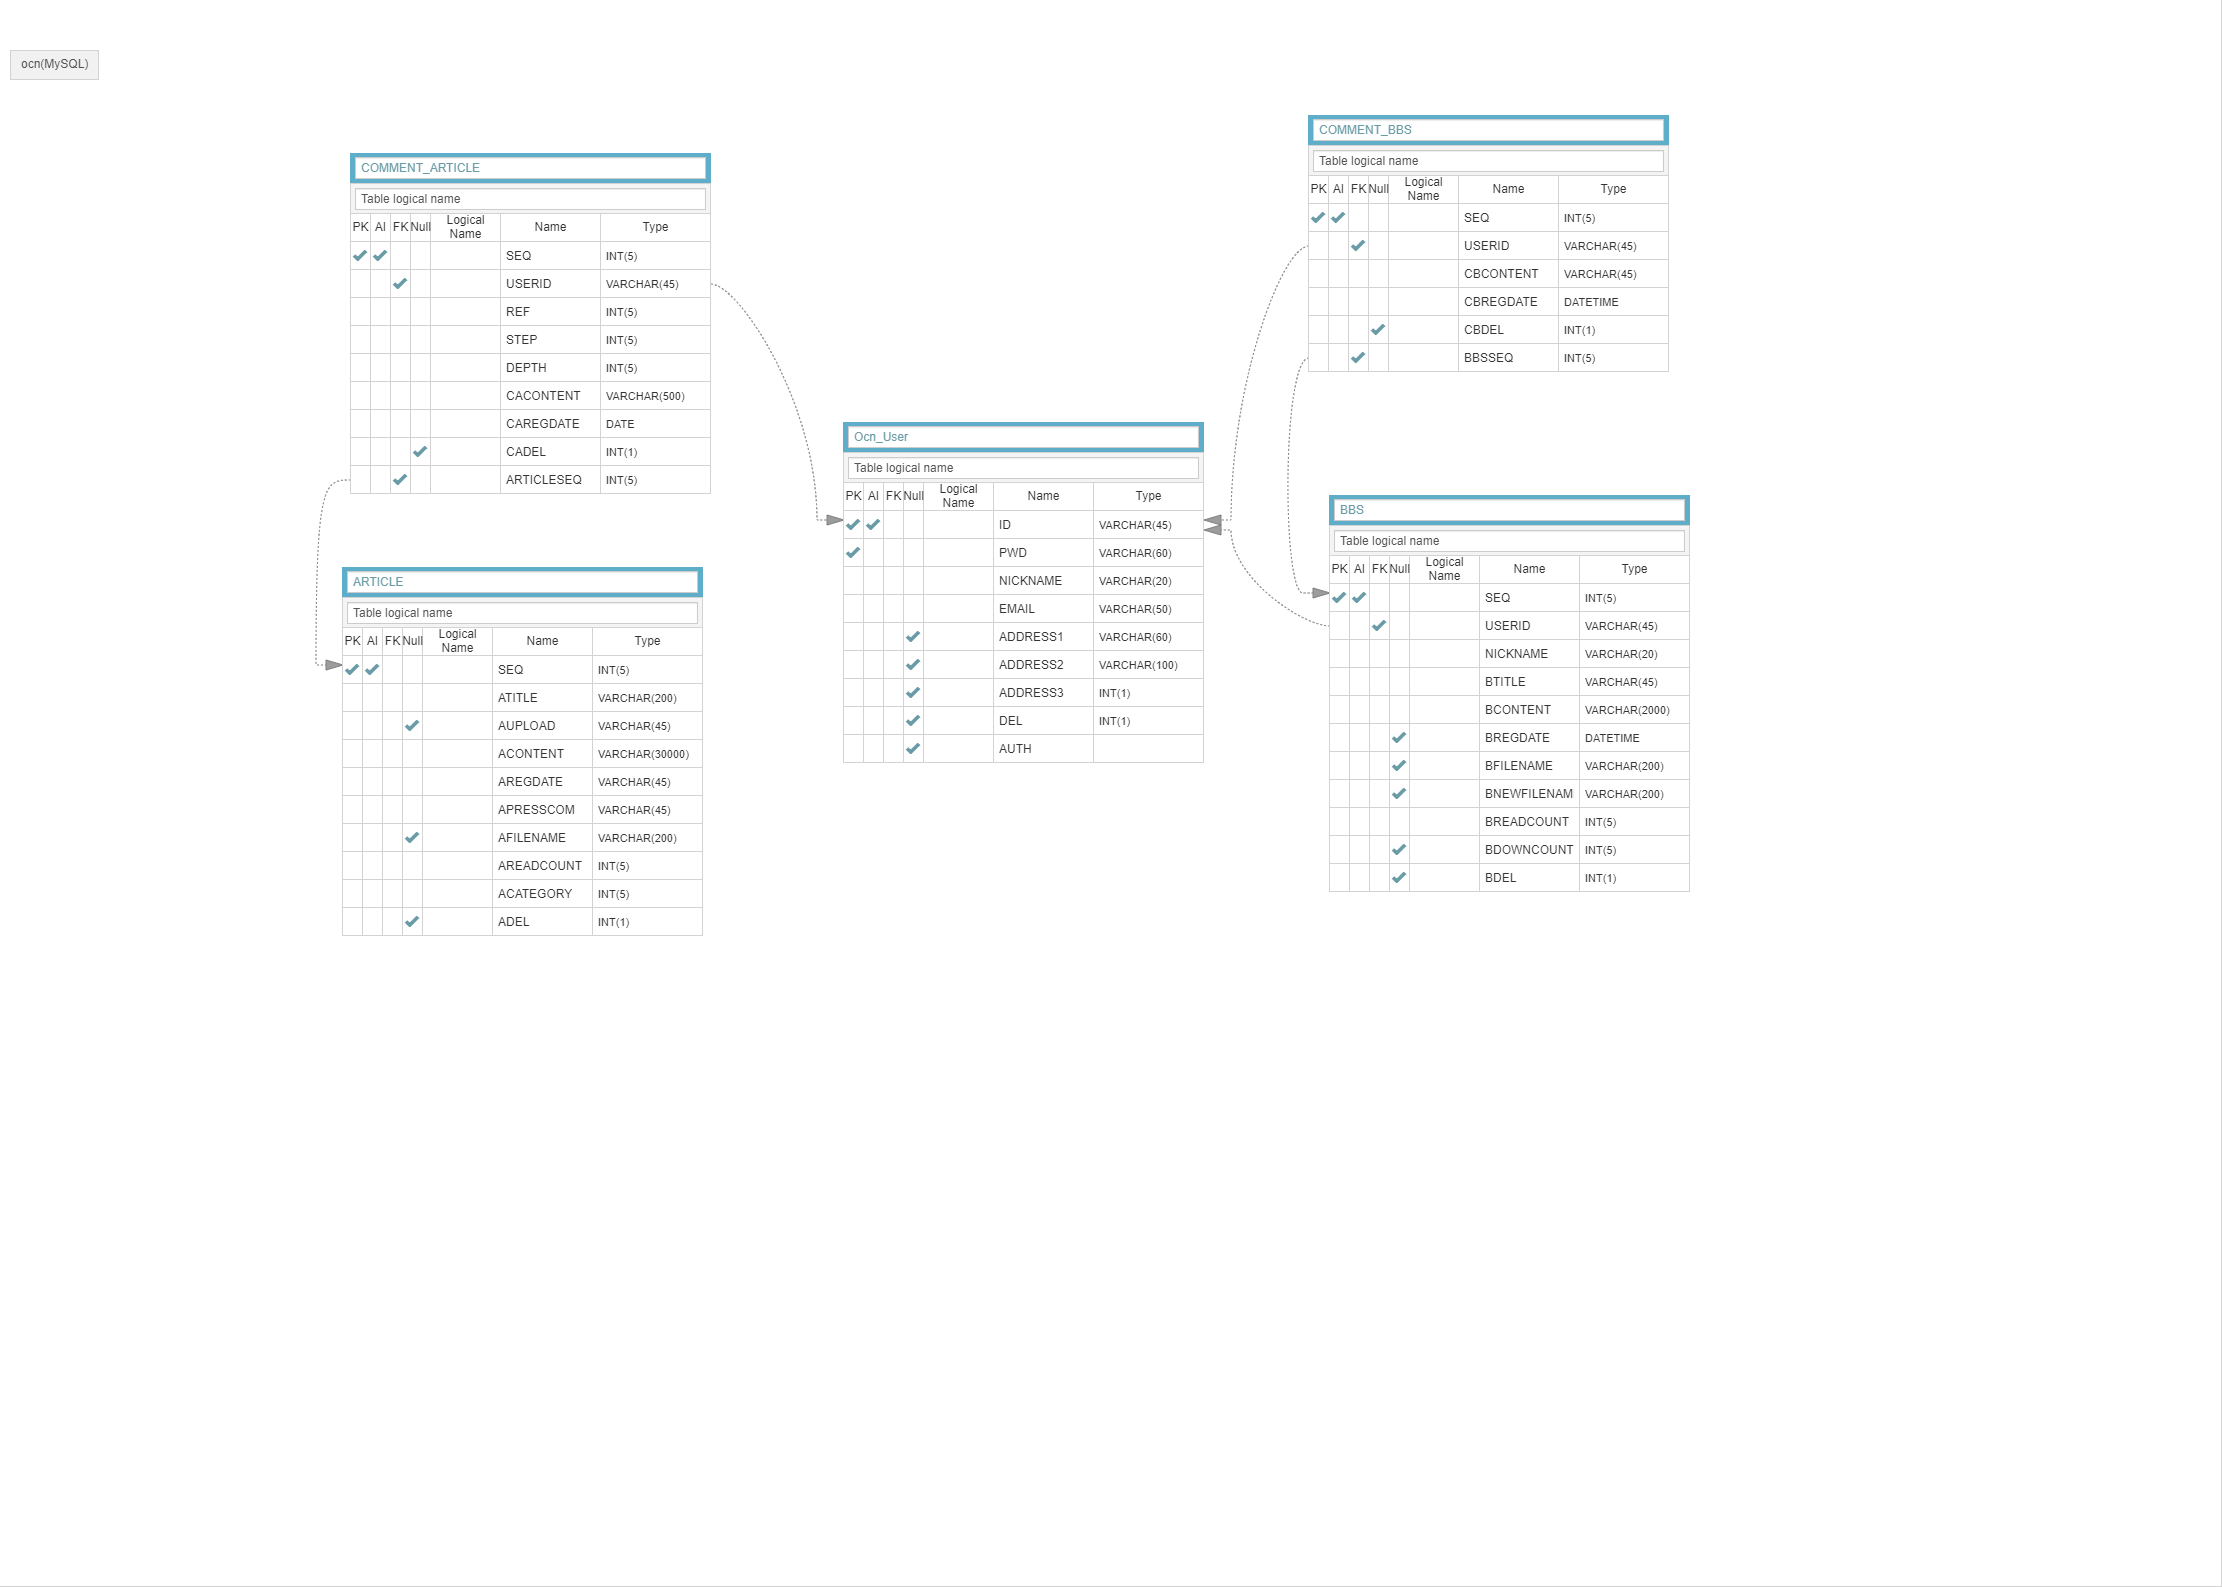 ocn(MySQL)
COMMENT_ARTICLE
Table logical name
PK AI FK Null Logical Name Name Type
SEQ INT(5)
USERID VARCHAR(45)
REF INT(5)
STEP INT(5)
DEPTH INT(5)
CACONTENT VARCHAR(500)
CAREGDATE DATE
CADEL INT(1)
ARTICLESEQ INT(5)
ARTICLE
Table logical name
PK AI FK Null Logical Name Name Type
SEQ INT(5)
ATITLE VARCHAR(200)
AUPLOAD VARCHAR(45)
ACONTENT VARCHAR(30000)
AREGDATE VARCHAR(45)
APRESSCOM VARCHAR(45)
AFILENAME VARCHAR(200)
AREADCOUNT INT(5)
ACATEGORY INT(5)
ADEL INT(1)
Ocn_User
Table logical name
PK AI FK Null Logical Name Name Type
ID VARCHAR(45)
PWD VARCHAR(60)
NICKNAME VARCHAR(20)
EMAIL VARCHAR(50)
ADDRESS1 VARCHAR(60)
ADDRESS2 VARCHAR(100)
ADDRESS3 INT(1)
DEL INT(1)
AUTH
COMMENT_BBS
Table logical name
PK AI FK Null Logical Name Name Type
SEQ INT(5)
USERID VARCHAR(45)
CBCONTENT VARCHAR(45)
CBREGDATE DATETIME
CBDEL INT(1)
BBSSEQ INT(5)
BBS
Table logical name
PK AI FK Null Logical Name Name Type
SEQ INT(5)
USERID VARCHAR(45)
NICKNAME VARCHAR(20)
BTITLE VARCHAR(45)
BCONTENT VARCHAR(2000)
BREGDATE DATETIME
BFILENAME VARCHAR(200)
BNEWFILENAM VARCHAR(200)
BREADCOUNT INT(5)
BDOWNCOUNT INT(5)
BDEL INT(1)